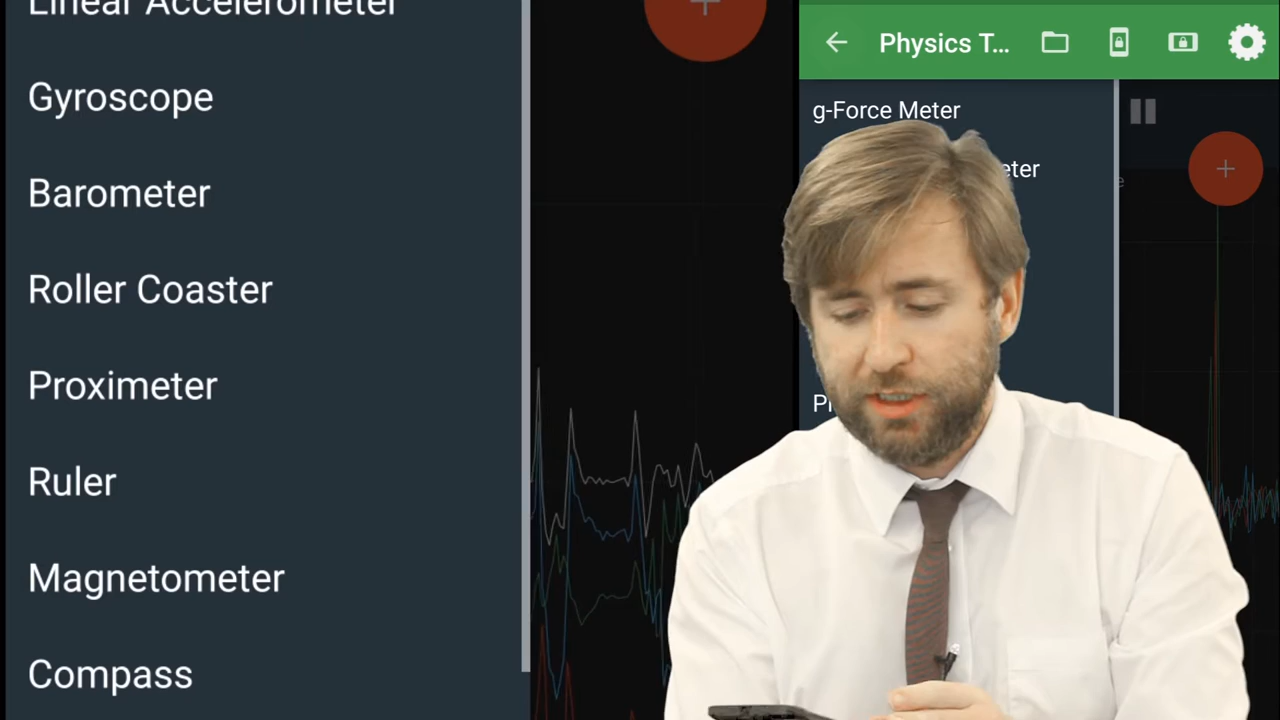 Linear Accelerometer
Gyroscope
Barometer
Roller Coaster
Proximeter
Ruler
Magnetometer
Compass
Physics T...
g-Force Meter